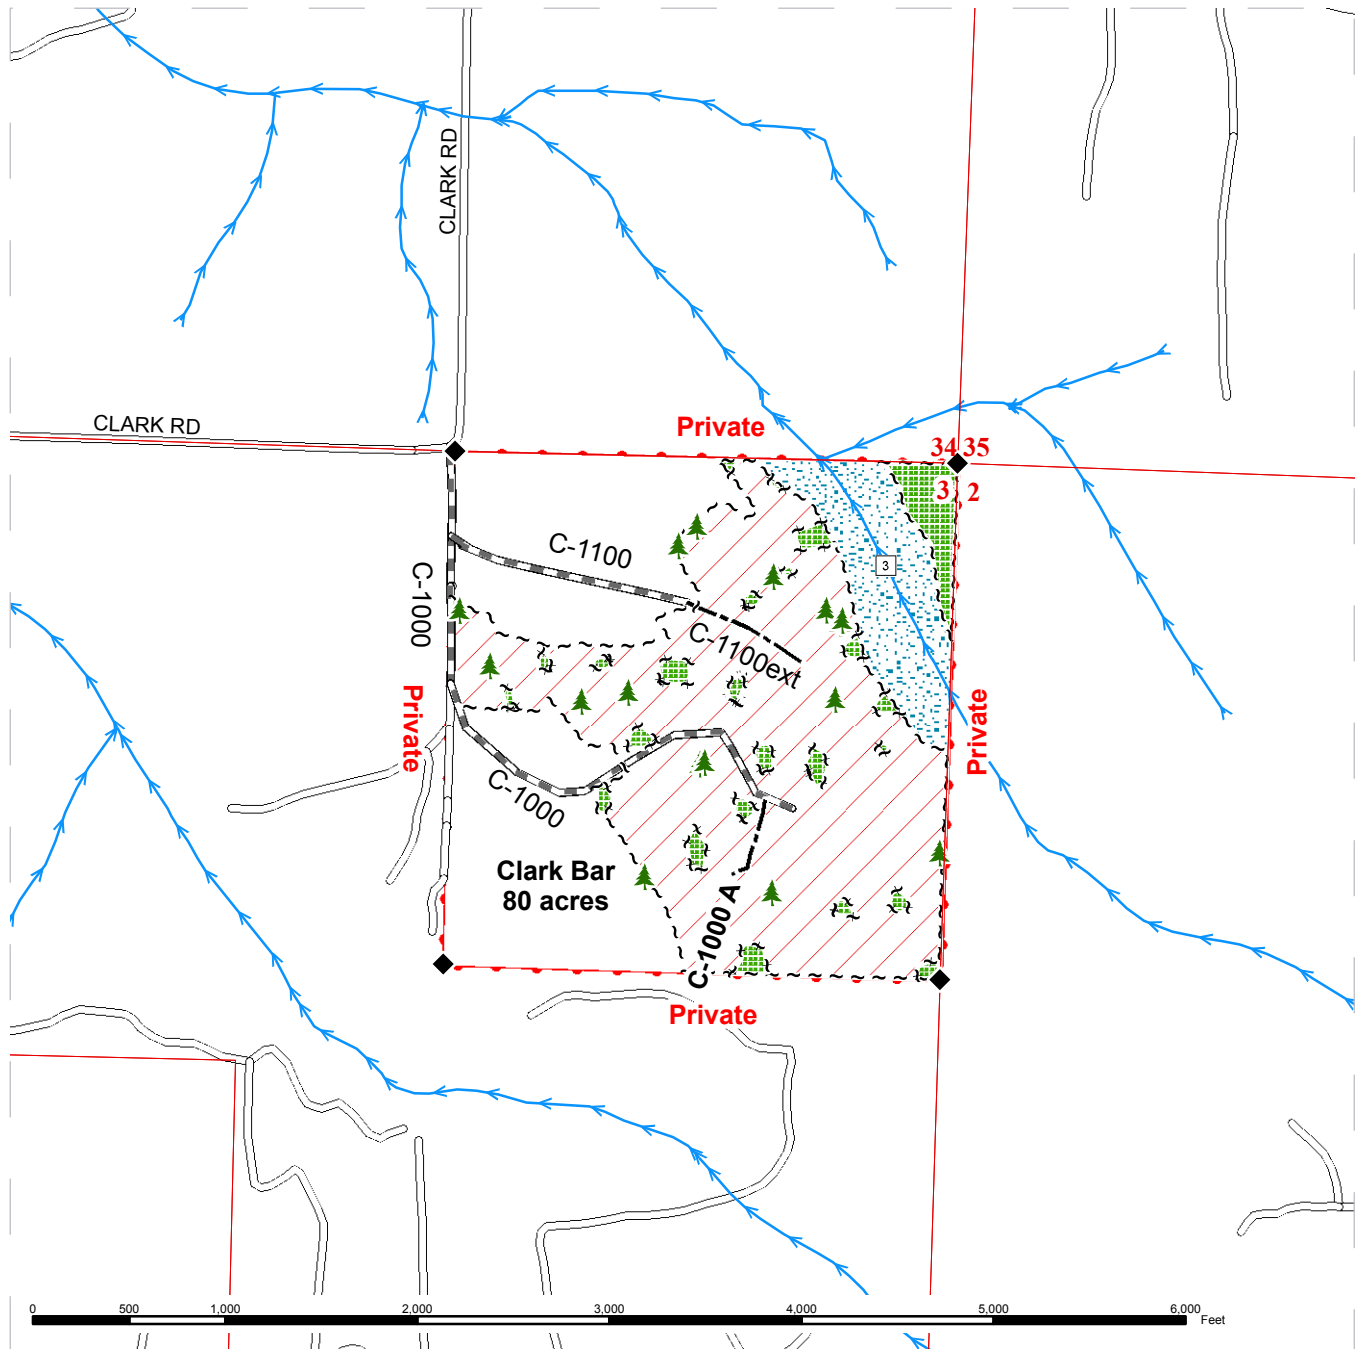 CLARK RD
CLARK RD
Private
34 35
3 2
C-1100
3
C-1000
C-1100ext
Private
Private
C-1000
Clark Bar
80 acres
C-1000 A
Private
0 500 1,000 2,000 3,000 4,000 5,000 6,000
Feet